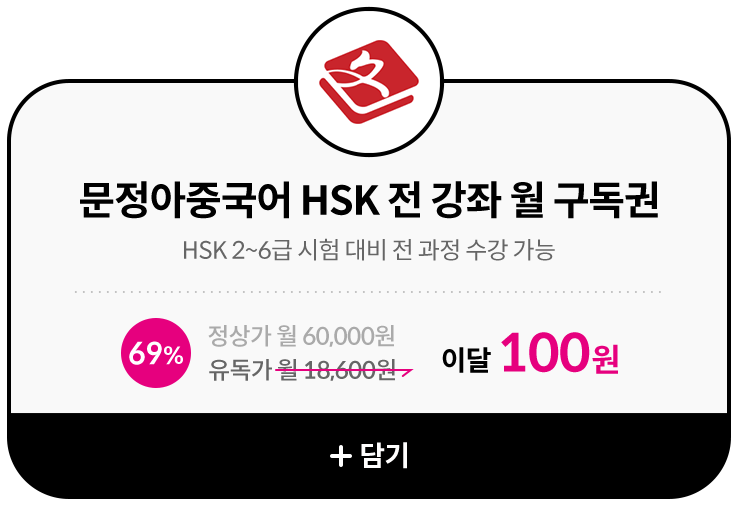 문정아중국어 HSK 전 강좌 월 구독권
HSK 2~6급 시험 대비 전 과정 수강 가능
69%
정상가 월 60,000원
유독가 월 18,600원
이달 100원
+ 담기